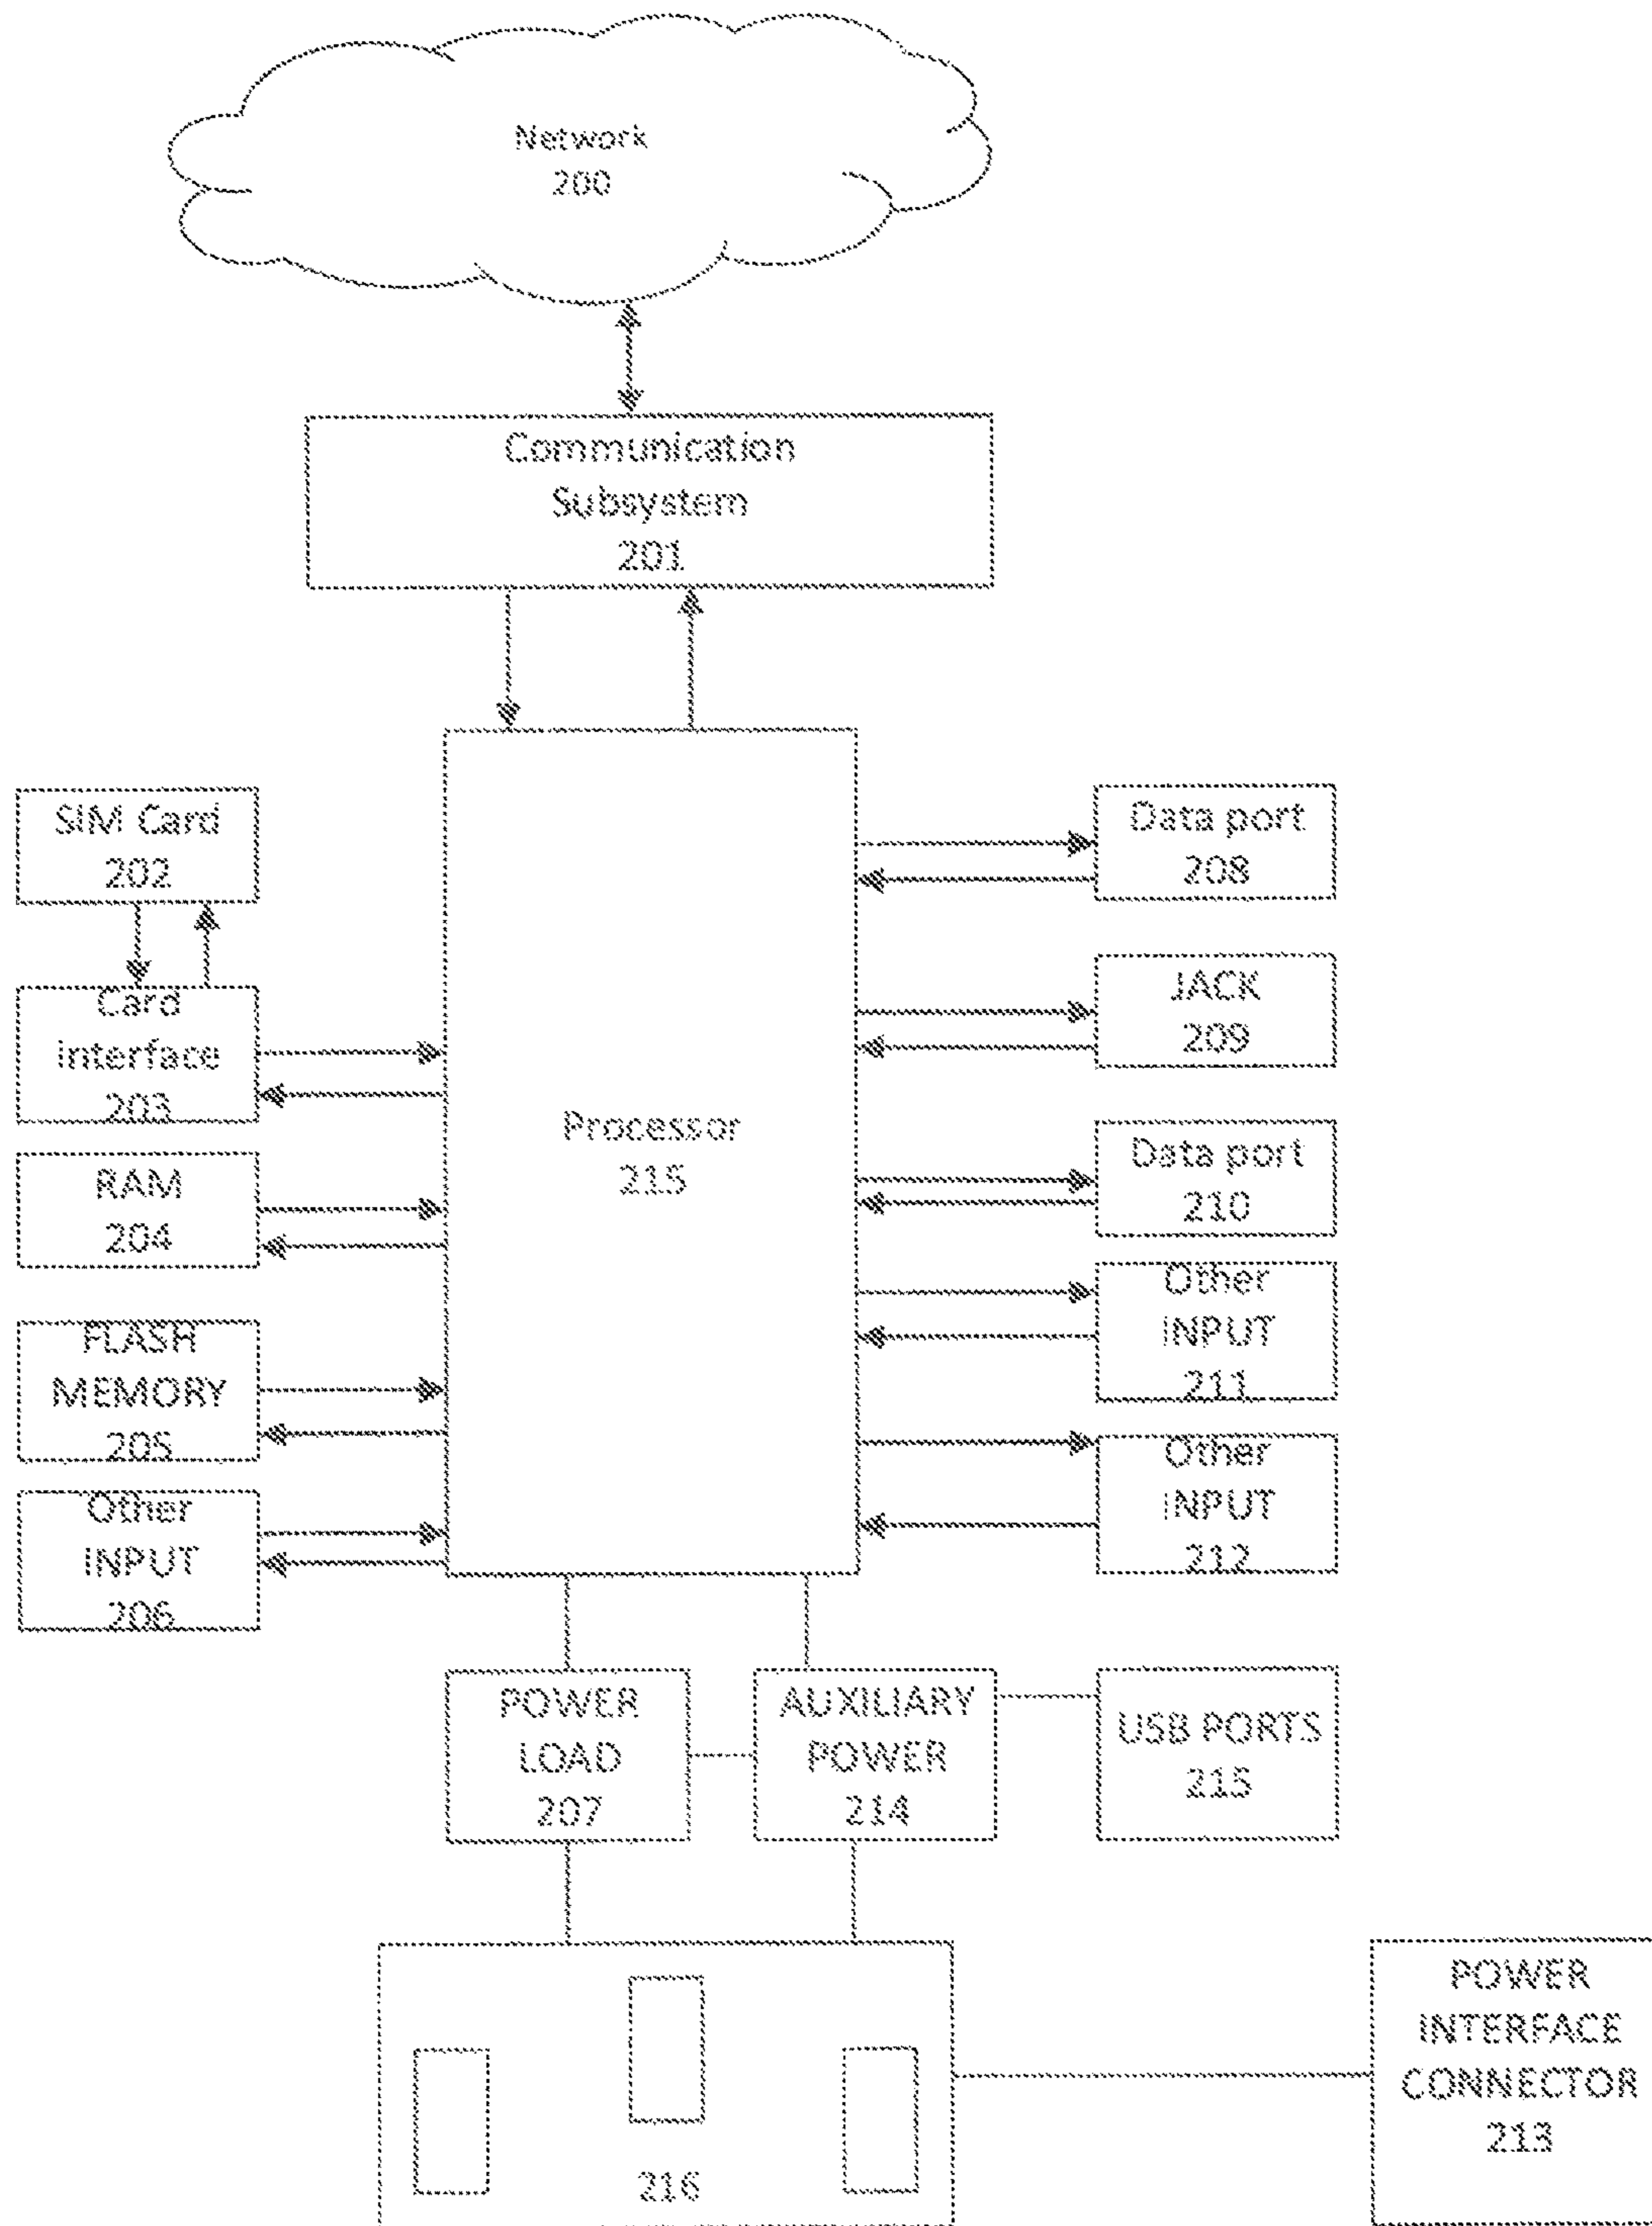 Network
200
Communication
Subsystem
201
SIM Card
202
Card
interface
203
RAM
204
FLASH
MEMORY
205
Other
INPUT
206
Processor
215
Data port
208
JACK
209
Data port
210
Other
INPUT
211
Other
INPUT
212
POWER
LOAD
207
AUXILIARY
POWER
214
USB PORTS
215
216
POWER
INTERFACE
CONNECTOR
213